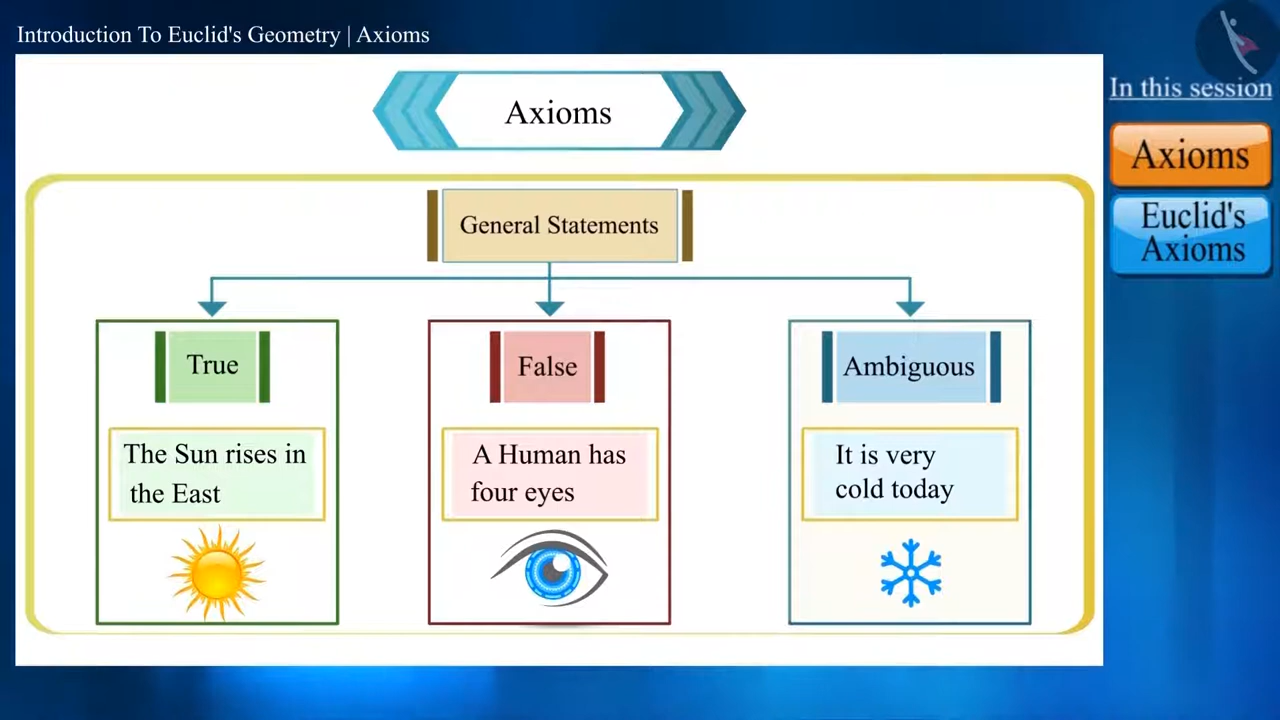 Introduction To Euclid's Geometry | Axioms
In this session
Axioms
Euclid's
Axioms
Axioms
General Statements
True
The Sun rises in
the East
False
A Human has
four eyes
Ambiguous
It is very
cold today